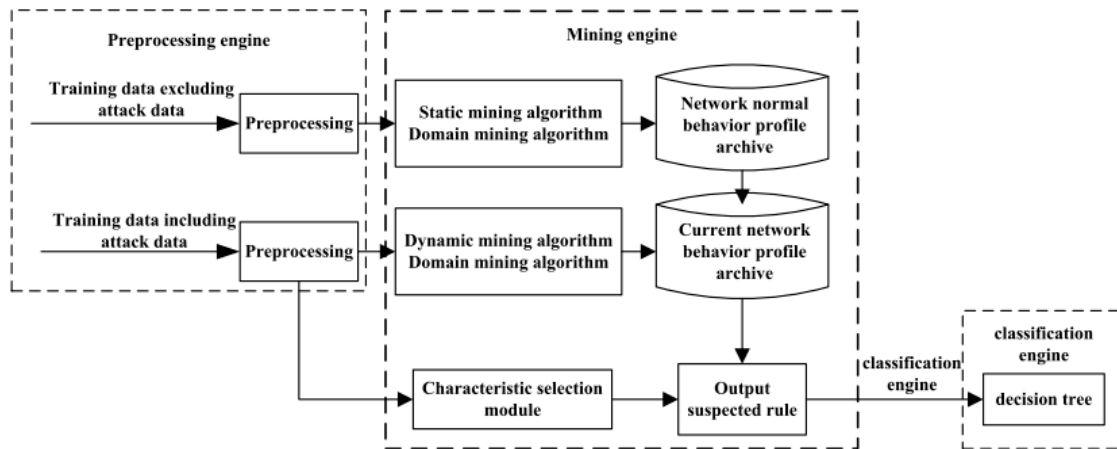 Preprocessing engine
Training data excluding
attack data
Preprocessing
Training data including
attack data
Preprocessing
Mining engine
Static mining algorithm
Domain mining algorithm
Network normal
behavior profile
archive
Dynamic mining algorithm
Domain mining algorithm
Current network
behavior profile
archive
Characteristic selection
module
Output
suspected rule
classification
engine
classification
engine
decision tree